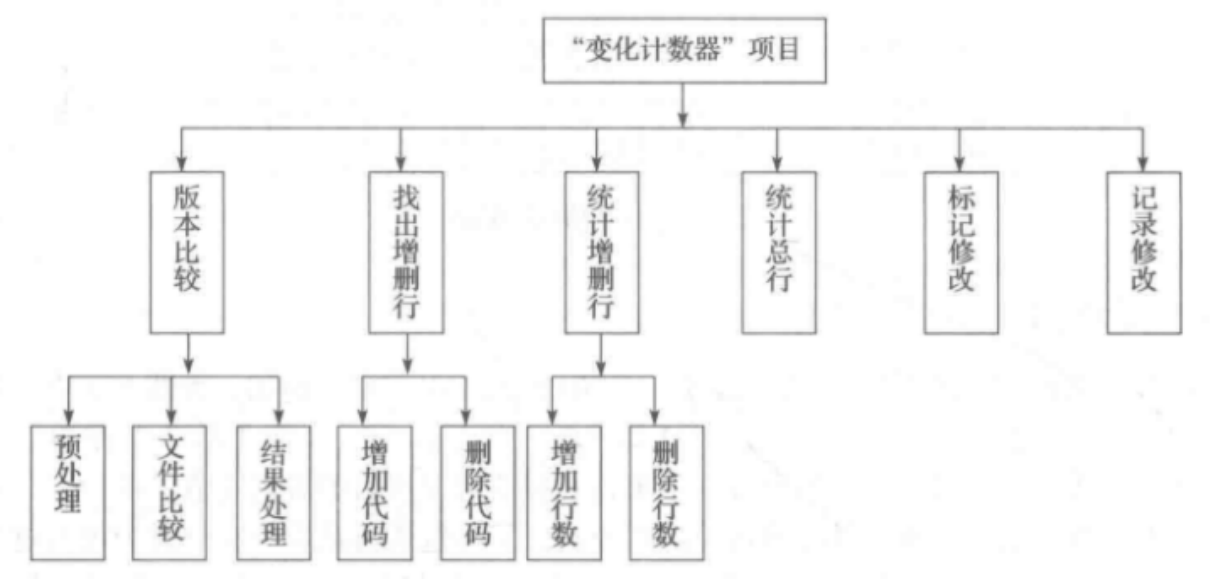 “变化计数器”项目
版本比较
找出增删行
统计增删行
统计总行
标记修改
记录修改
预处理
文件比较
结果处理
增加代码
删除代码
增加行数
删除行数